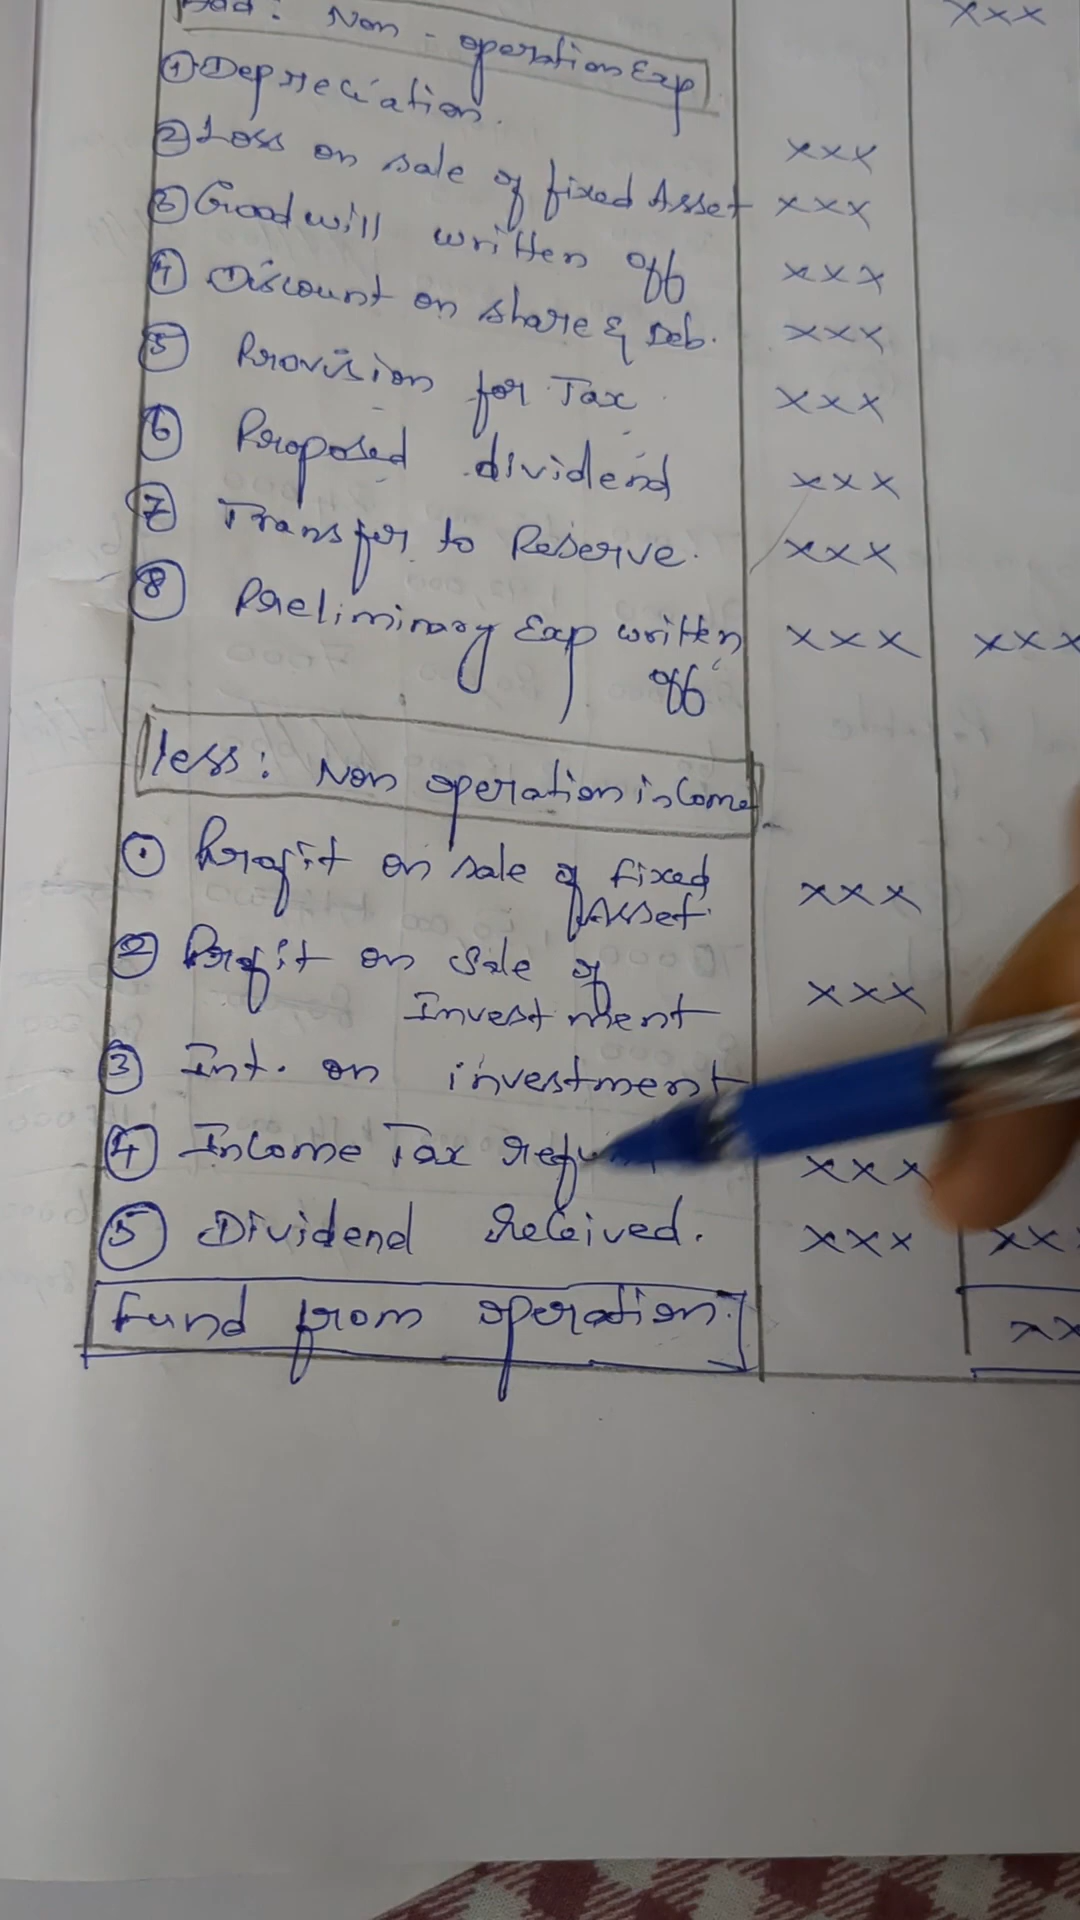 xxx
Add: Non - operation Exp
① Depreciation.
xxx
② Loss on sale of fixed Asset xxx
③ Goodwill written off xxx
④ Discount on share & Deb. xxx
⑤ Provision for Tax xxx
⑥ Proposed dividend xxx
⑦ Transfer to Reserve. xxx
⑧ Preliminary Exp written xxx xxx
off
less: Non operation income
① Profit on sale of fixed
Asset. xxx
② Profit on sale of
Investment xxx
③ Int. on investment
④ Income Tax xxx
⑤ Dividend Received. xxx xx
Fund from operation. xx